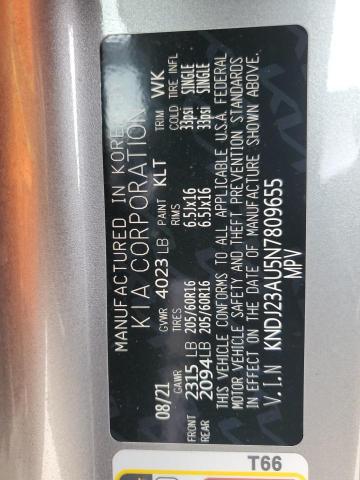 MANUFACTURED IN KORE
KIA CORPORATION
08/21 GVWR 4023 LB PAINT KLT TRIM WK
GAWR RIMS COLD TIRE INFL
FRONT 2315 LB 205/60R16 6.5Jx16 33psi SINGLE
REAR 2094LB 205/60R16 6.5Jx16 33psi SINGLE
THIS VEHICLE CONFORMS TO ALL APPLICABLE U.S.A. FEDERAL
MOTOR VEHICLE SAFETY AND THEFT PREVENTION STANDARDS
IN EFFECT ON THE DATE OF MANUFACTURE SHOWN ABOVE.
V.I.N KNDJ23AU5N7809655
MPV
T66